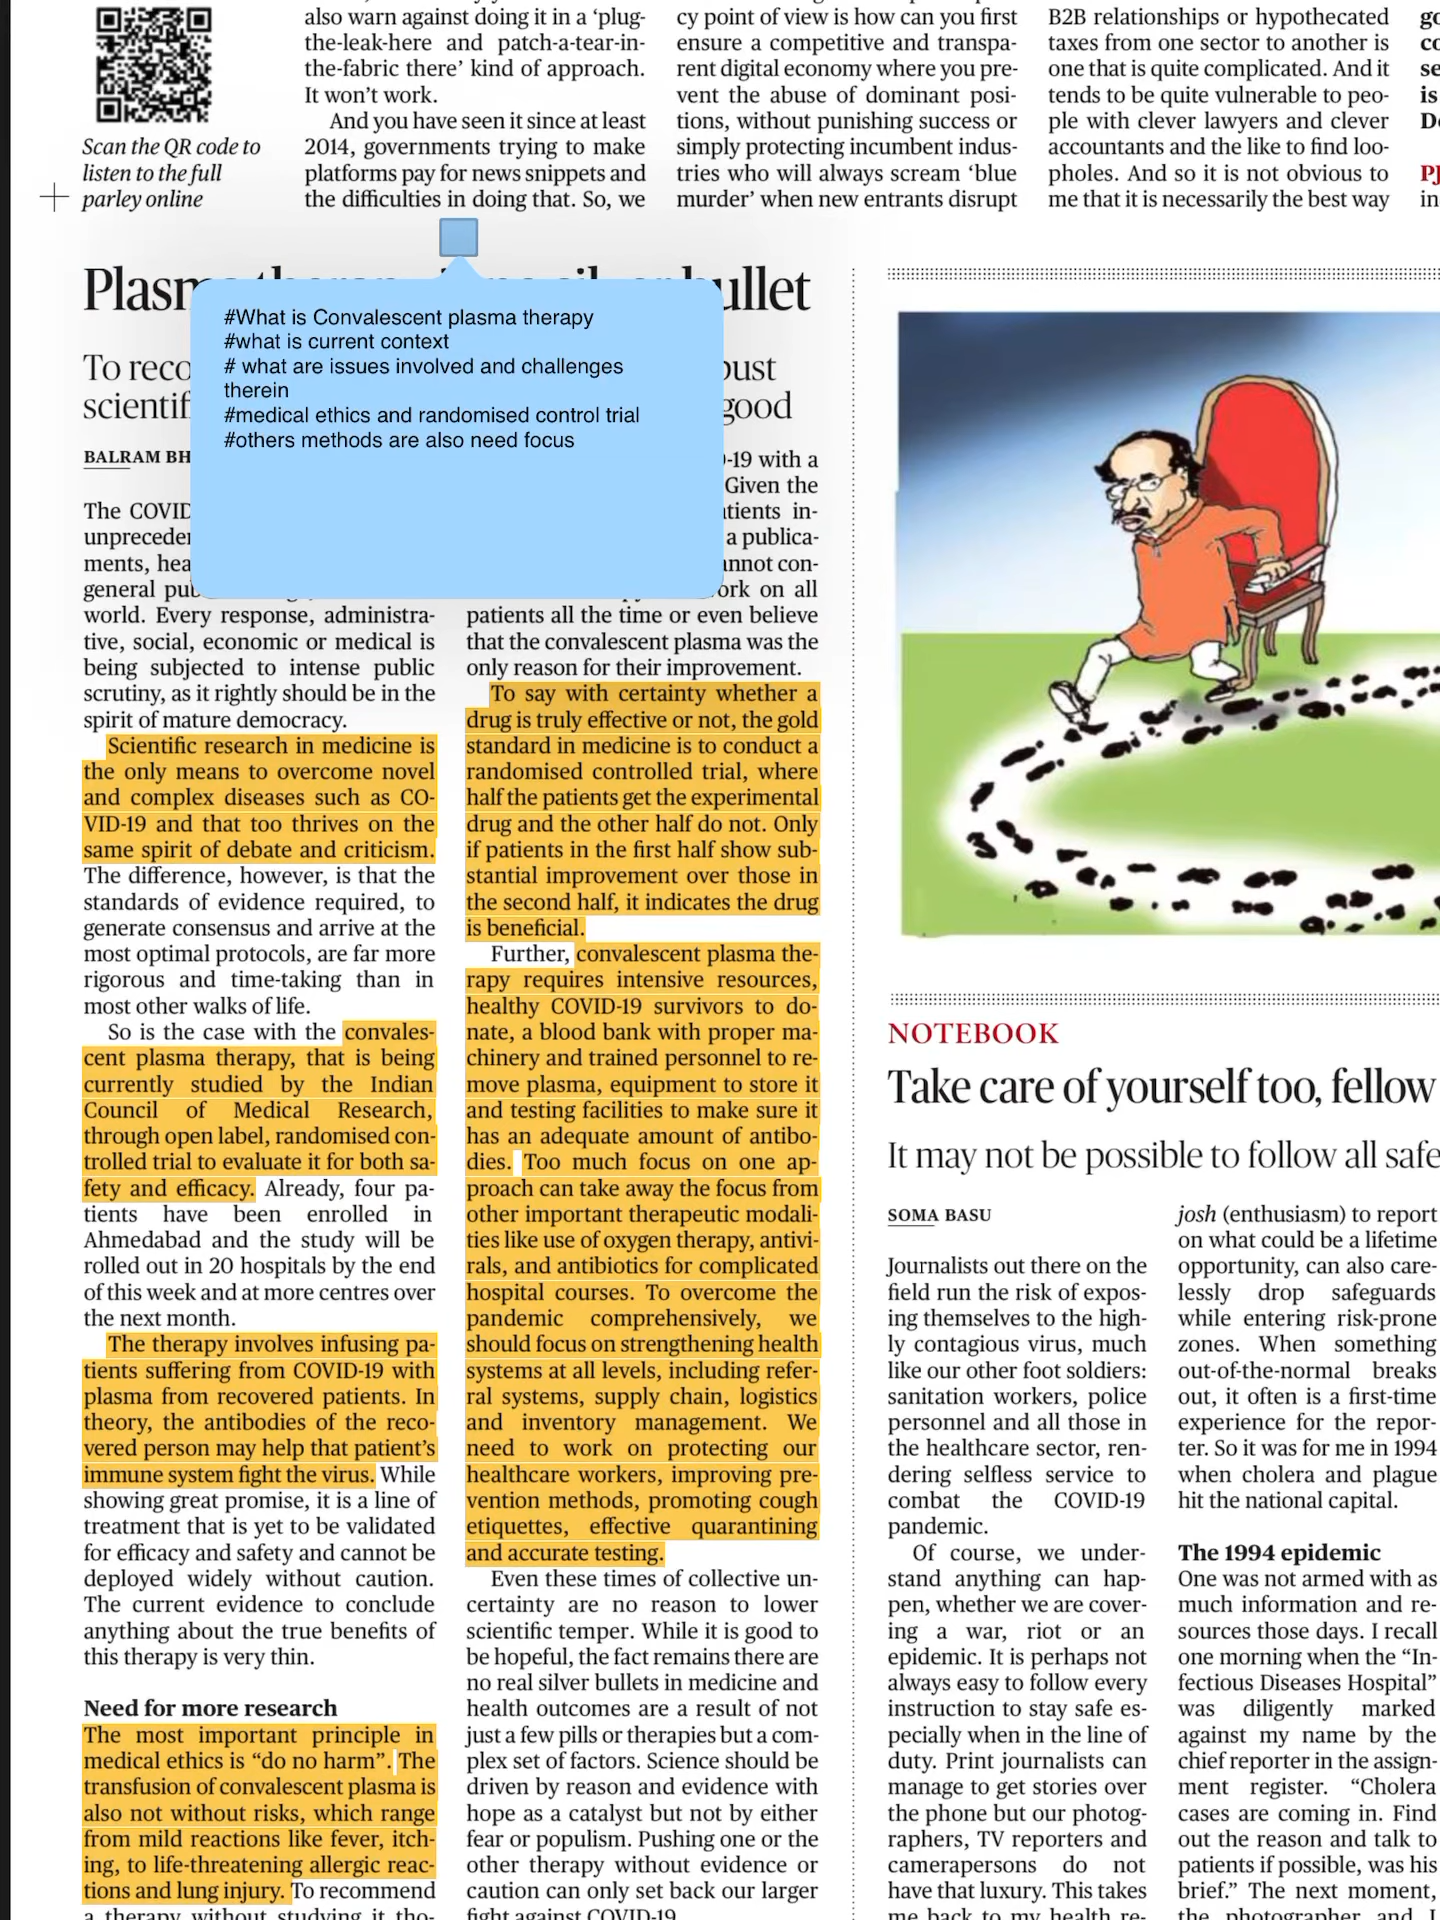 also warn against doing it in a ‘plug-
the-leak-here and patch-a-tear-in-
the-fabric there’ kind of approach.
It won’t work.
And you have seen it since at least
2014, governments trying to make
platforms pay for news snippets and
the difficulties in doing that. So, we
cy point of view is how can you first
ensure a competitive and transpa-
rent digital economy where you pre-
vent the abuse of dominant posi-
tions, without punishing success or
simply protecting incumbent indus-
tries who will always scream ‘blue
murder’ when new entrants disrupt
B2B relationships or hypothecated
taxes from one sector to another is
one that is quite complicated. And it
tends to be quite vulnerable to peo-
ple with clever lawyers and clever
accountants and the like to find loo-
pholes. And so it is not obvious to
me that it is necessarily the best way
is
Scan the QR code to
listen to the full
parley online
#What is Convalescent plasma therapy
#what is current context
# what are issues involved and challenges
therein
#medical ethics and randomised control trial
#others methods are also need focus
good
BALRAM
The COVID
world. Every response, administra-
tive, social, economic or medical is
being subjected to intense public
scrutiny, as it rightly should be in the
spirit of mature democracy.
Scientific research in medicine is
the only means to overcome novel
and complex diseases such as CO-
VID-19 and that too thrives on the
same spirit of debate and criticism.
The difference, however, is that the
standards of evidence required, to
generate consensus and arrive at the
most optimal protocols, are far more
rigorous and time-taking than in
most other walks of life.
So is the case with the convales-
cent plasma therapy, that is being
currently studied by the Indian
Council of Medical Research,
through open label, randomised con-
trolled trial to evaluate it for both sa-
fety and efficacy. Already, four pa-
tients have been enrolled in
Ahmedabad and the study will be
rolled out in 20 hospitals by the end
of this week and at more centres over
the next month.
The therapy involves infusing pa-
tients suffering from COVID-19 with
plasma from recovered patients. In
theory, the antibodies of the reco-
vered person may help that patient’s
immune system fight the virus. While
showing great promise, it is a line of
treatment that is yet to be validated
for efficacy and safety and cannot be
deployed widely without caution.
The current evidence to conclude
anything about the true benefits of
this therapy is very thin.
Need for more research
The most important principle in
medical ethics is “do no harm”. The
transfusion of convalescent plasma is
also not without risks, which range
from mild reactions like fever, itch-
ing, to life-threatening allergic reac-
tions and lung injury. To recommend
a therapy without studying it tho-
-19 with a
Given the
tients in-
a publica-
nnot con-
ork on all
patients all the time or even believe
that the convalescent plasma was the
only reason for their improvement.
To say with certainty whether a
drug is truly effective or not, the gold
standard in medicine is to conduct a
randomised controlled trial, where
half the patients get the experimental
drug and the other half do not. Only
if patients in the first half show sub-
stantial improvement over those in
the second half, it indicates the drug
is beneficial.
Further, convalescent plasma the-
rapy requires intensive resources,
healthy COVID-19 survivors to do-
nate, a blood bank with proper ma-
chinery and trained personnel to re-
move plasma, equipment to store it
and testing facilities to make sure it
has an adequate amount of antibo-
dies. Too much focus on one ap-
proach can take away the focus from
other important therapeutic modali-
ties like use of oxygen therapy, antivi-
rals, and antibiotics for complicated
hospital courses. To overcome the
pandemic comprehensively, we
should focus on strengthening health
systems at all levels, including refer-
ral systems, supply chain, logistics
and inventory management. We
need to work on protecting our
healthcare workers, improving pre-
vention methods, promoting cough
etiquettes, effective quarantining
and accurate testing.
Even these times of collective un-
certainty are no reason to lower
scientific temper. While it is good to
be hopeful, the fact remains there are
no real silver bullets in medicine and
health outcomes are a result of not
just a few pills or therapies but a com-
plex set of factors. Science should be
driven by reason and evidence with
hope as a catalyst but not by either
fear or populism. Pushing one or the
other therapy without evidence or
caution can only set back our larger
fight against COVID-19.
NOTEBOOK
Take care of yourself too, fellow
It may not be possible to follow all safe
SOMA BASU
Journalists out there on the
field run the risk of expos-
ing themselves to the high-
ly contagious virus, much
like our other foot soldiers:
sanitation workers, police
personnel and all those in
the healthcare sector, ren-
dering selfless service to
combat the COVID-19
pandemic.
Of course, we under-
stand anything can hap-
pen, whether we are cover-
ing a war, riot or an
epidemic. It is perhaps not
always easy to follow every
instruction to stay safe es-
pecially when in the line of
duty. Print journalists can
manage to get stories over
the phone but our photog-
raphers, TV reporters and
camerapersons do not
have that luxury. This takes
me back to my health re-
josh (enthusiasm) to report
on what could be a lifetime
opportunity, can also care-
lessly drop safeguards
while entering risk-prone
zones. When something
out-of-the-normal breaks
out, it often is a first-time
experience for the repor-
ter. So it was for me in 1994
when cholera and plague
hit the national capital.
The 1994 epidemic
One was not armed with as
much information and re-
sources those days. I recall
one morning when the “In-
fectious Diseases Hospital”
was diligently marked
against my name by the
chief reporter in the assign-
ment register. “Cholera
cases are coming in. Find
out the reason and talk to
patients if possible, was his
brief.” The next moment,
the photographer and I